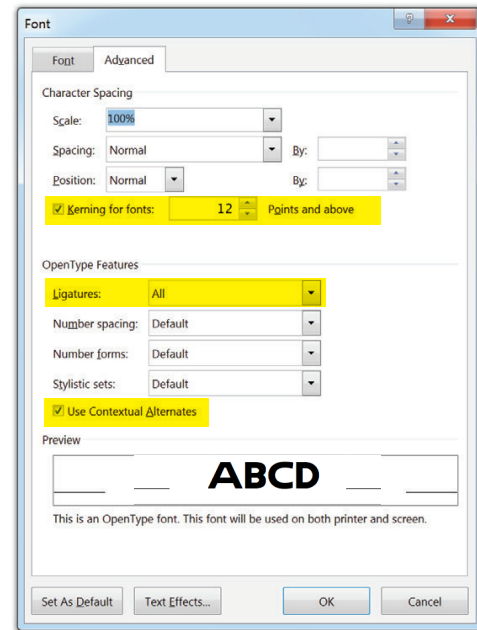 Font
Font Advanced
Character Spacing
Scale: 100%
Spacing: Normal By:
Position: Normal By:
Kerning for fonts: 12 Points and above
OpenType Features
Ligatures: All
Number spacing: Default
Number forms: Default
Stylistic sets: Default
Use Contextual Alternates
Preview
ABCD
This is an OpenType font. This font will be used on both printer and screen.
Set As Default Text Effects... OK Cancel